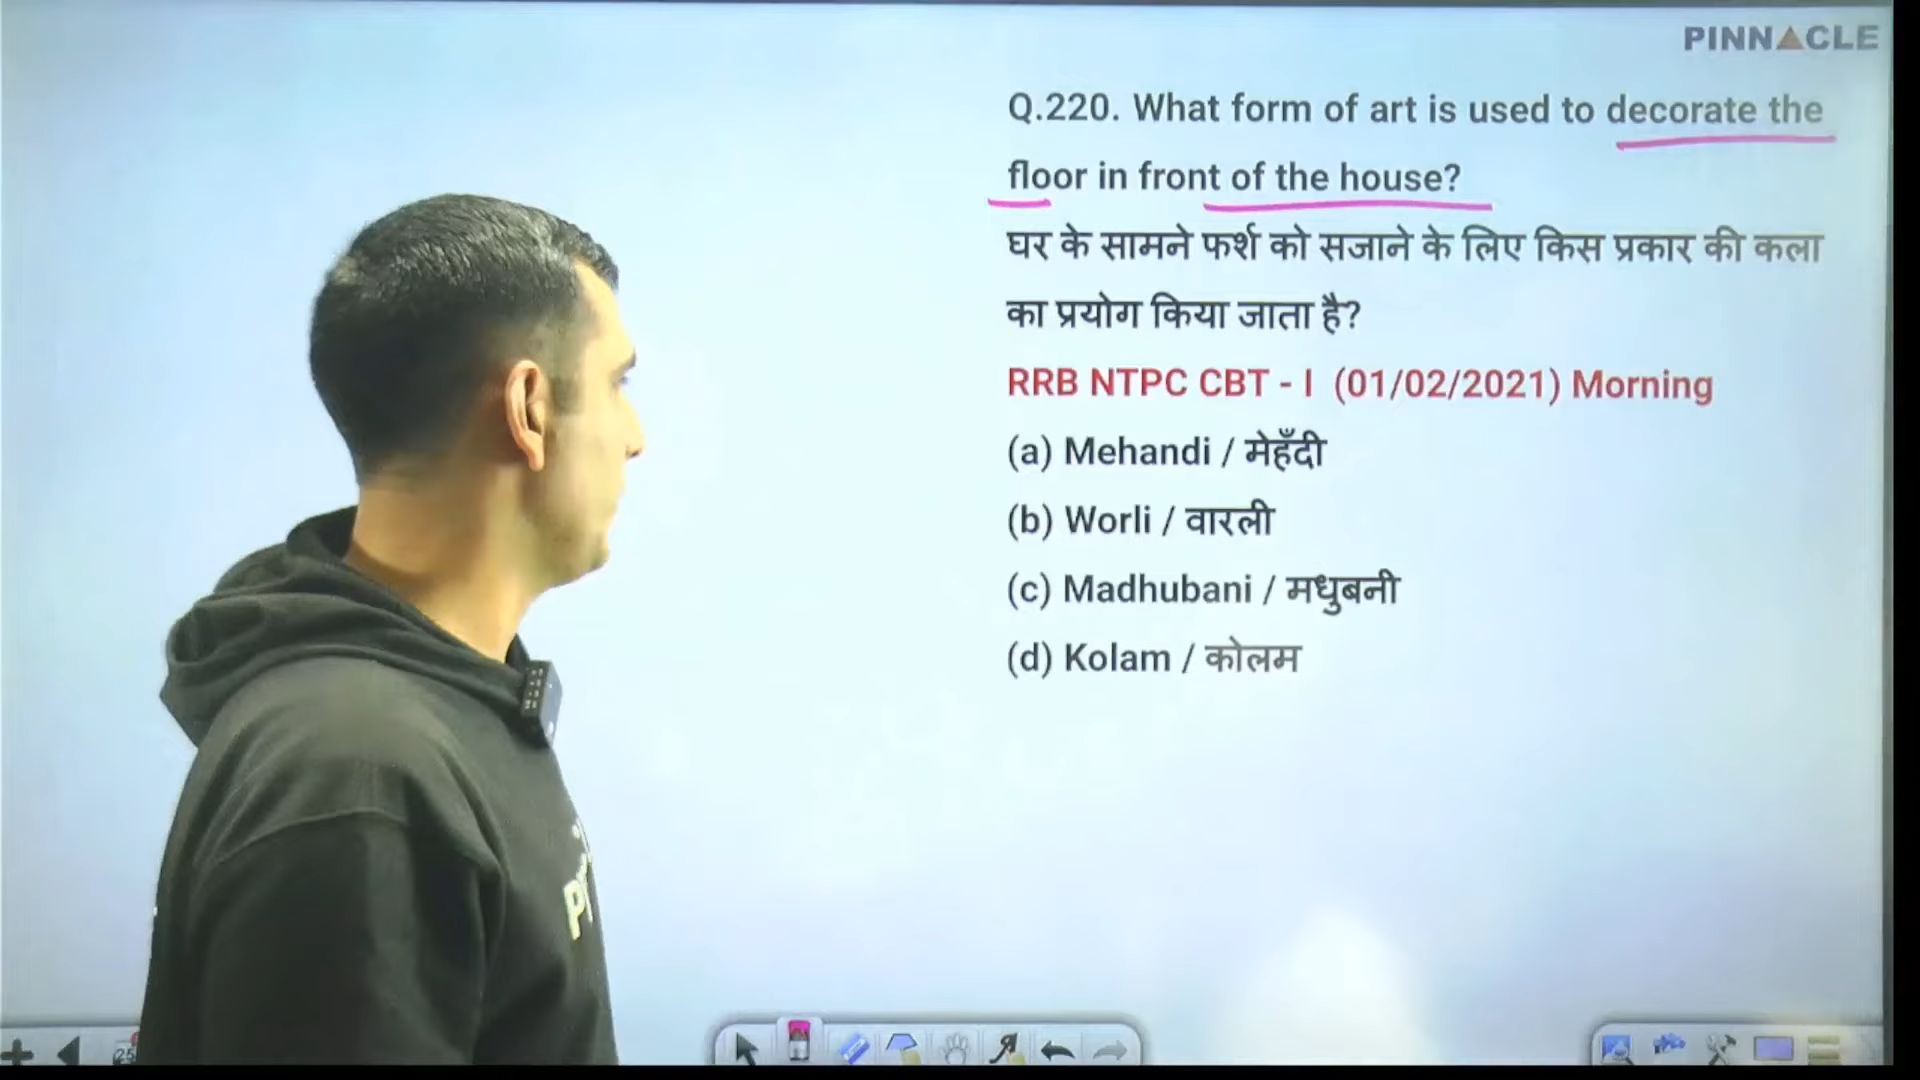 PINNACLE
Q.220. What form of art is used to decorate the
floor in front of the house?
घर के सामने फर्श को सजाने के लिए किस प्रकार की कला
का प्रयोग किया जाता है?
RRB NTPC CBT - I (01/02/2021) Morning
(a) Mehandi / मेहँदी
(b) Worli / वारली
(c) Madhubani / मधुबनी
(d) Kolam / कोलम